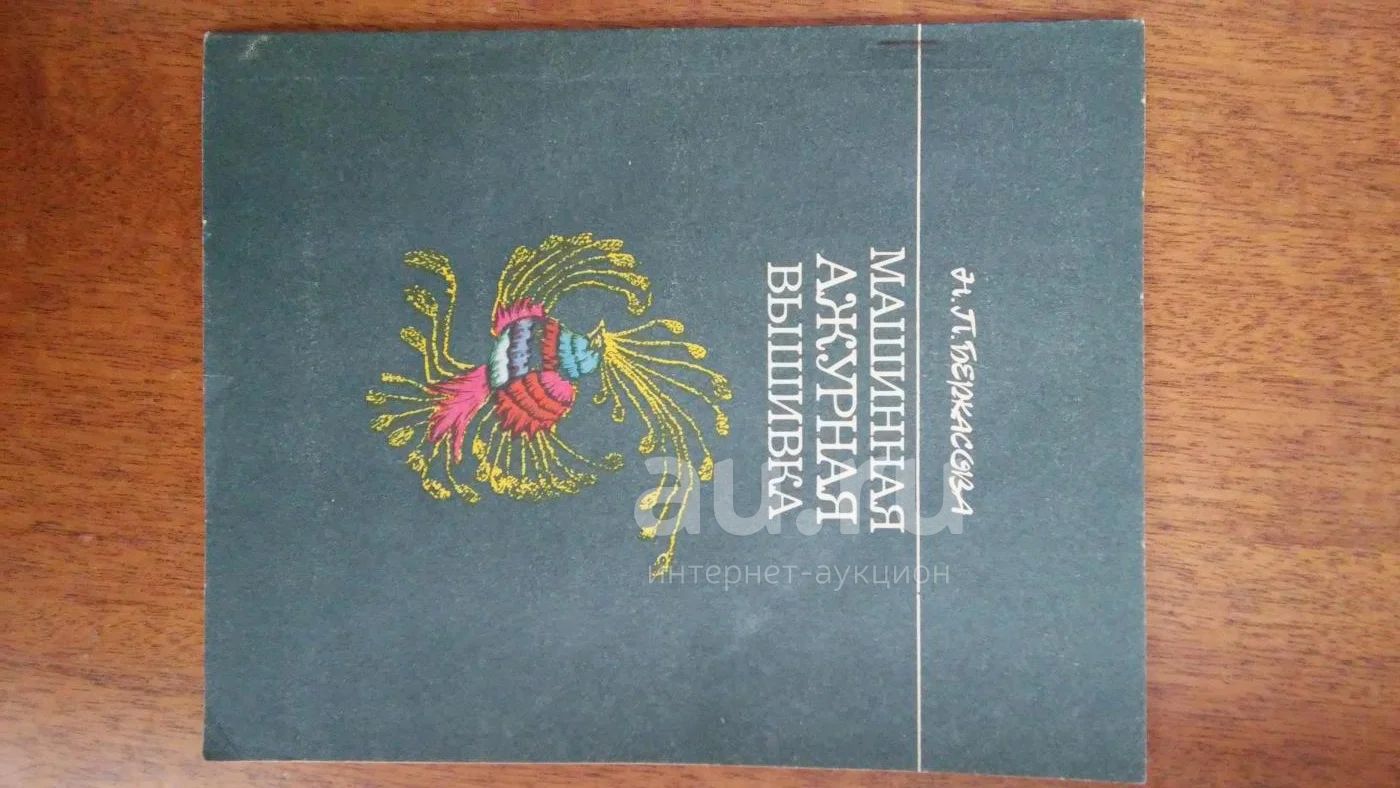 Н. П. БЕРКАСОВА
МАШИННАЯ
АЖУРНАЯ
ВЫШИВКА
au.ru
интернет-аукцион